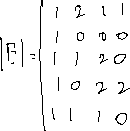 1 2 1 1
1 0 0 0
|E| = 1 1 2 0
1 0 2 2
1 1 1 0